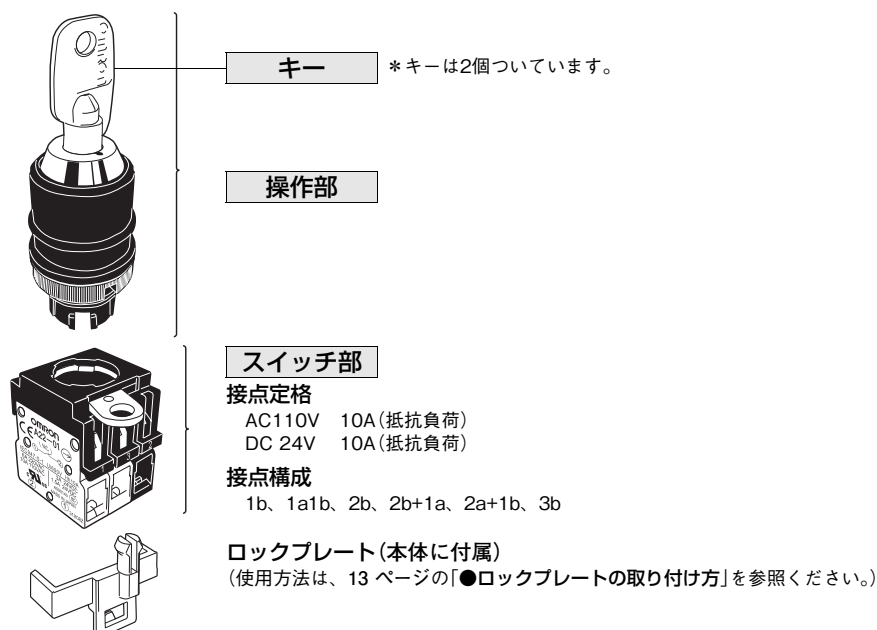 キー
*キーは2個ついています。
操作部
スイッチ部
接点定格
AC110V 10A(抵抗負荷)
DC 24V 10A(抵抗負荷)
接点構成
1b、1a1b、2b、2b+1a、2a+1b、3b
ロックプレート(本体に付属)
(使用方法は、13 ページの「●ロックプレートの取り付け方」を参照ください。)
OMRON
A22-01